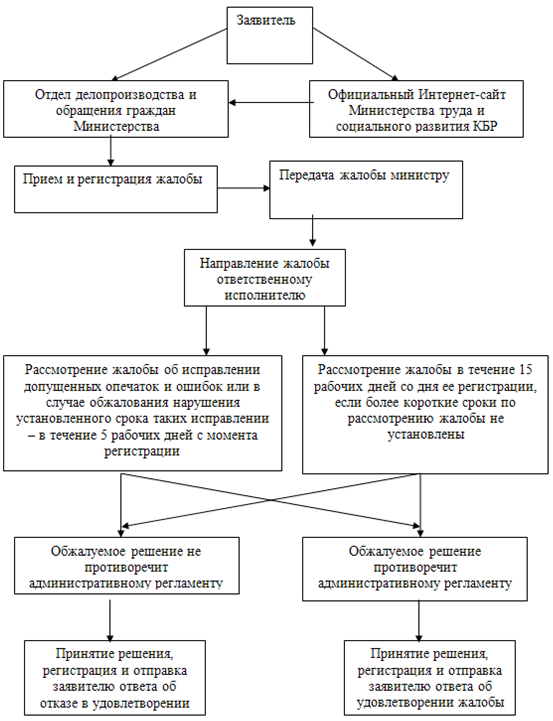 Заявитель
Отдел делопроизводства и
обращения граждан
Министерства
Официальный Интернет-сайт
Министерства труда и
социального развития КБР
Прием и регистрация жалобы
Передача жалобы министру
Направление жалобы
ответственному
исполнителю
Рассмотрение жалобы об исправлении
допущенных опечаток и ошибок или в
случае обжалования нарушения
установленного срока таких исправлении
– в течение 5 рабочих дней с момента
регистрации
Рассмотрение жалобы в течение 15
рабочих дней со дня ее регистрации,
если более короткие сроки по
рассмотрению жалобы не
установлены
Обжалуемое решение не
противоречит
административному регламенту
Обжалуемое решение
противоречит
административному регламенту
Принятие решения,
регистрация и отправка
заявителю ответа об
отказе в удовлетворении
Принятие решения,
регистрация и отправка
заявителю ответа об
удовлетворении жалобы